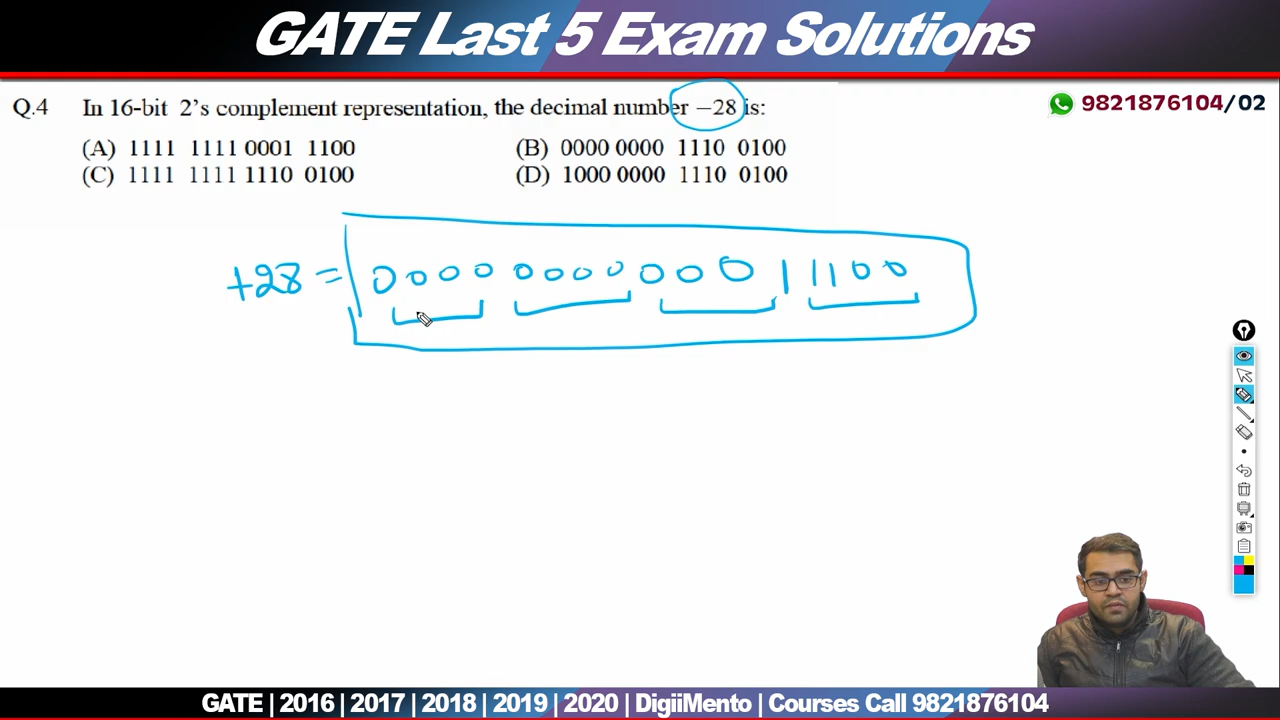 GATE Last 5 Exam Solutions
Q.4 In 16-bit 2's complement representation, the decimal number −28 is:
9821876104/02
(A) 1111 1111 0001 1100 (B) 0000 0000 1110 0100
(C) 1111 1111 1110 0100 (D) 1000 0000 1110 0100
+28 = 0000 0000 0001 1100
GATE | 2016 | 2017 | 2018 | 2019 | 2020 | DigiiMento | Courses Call 9821876104